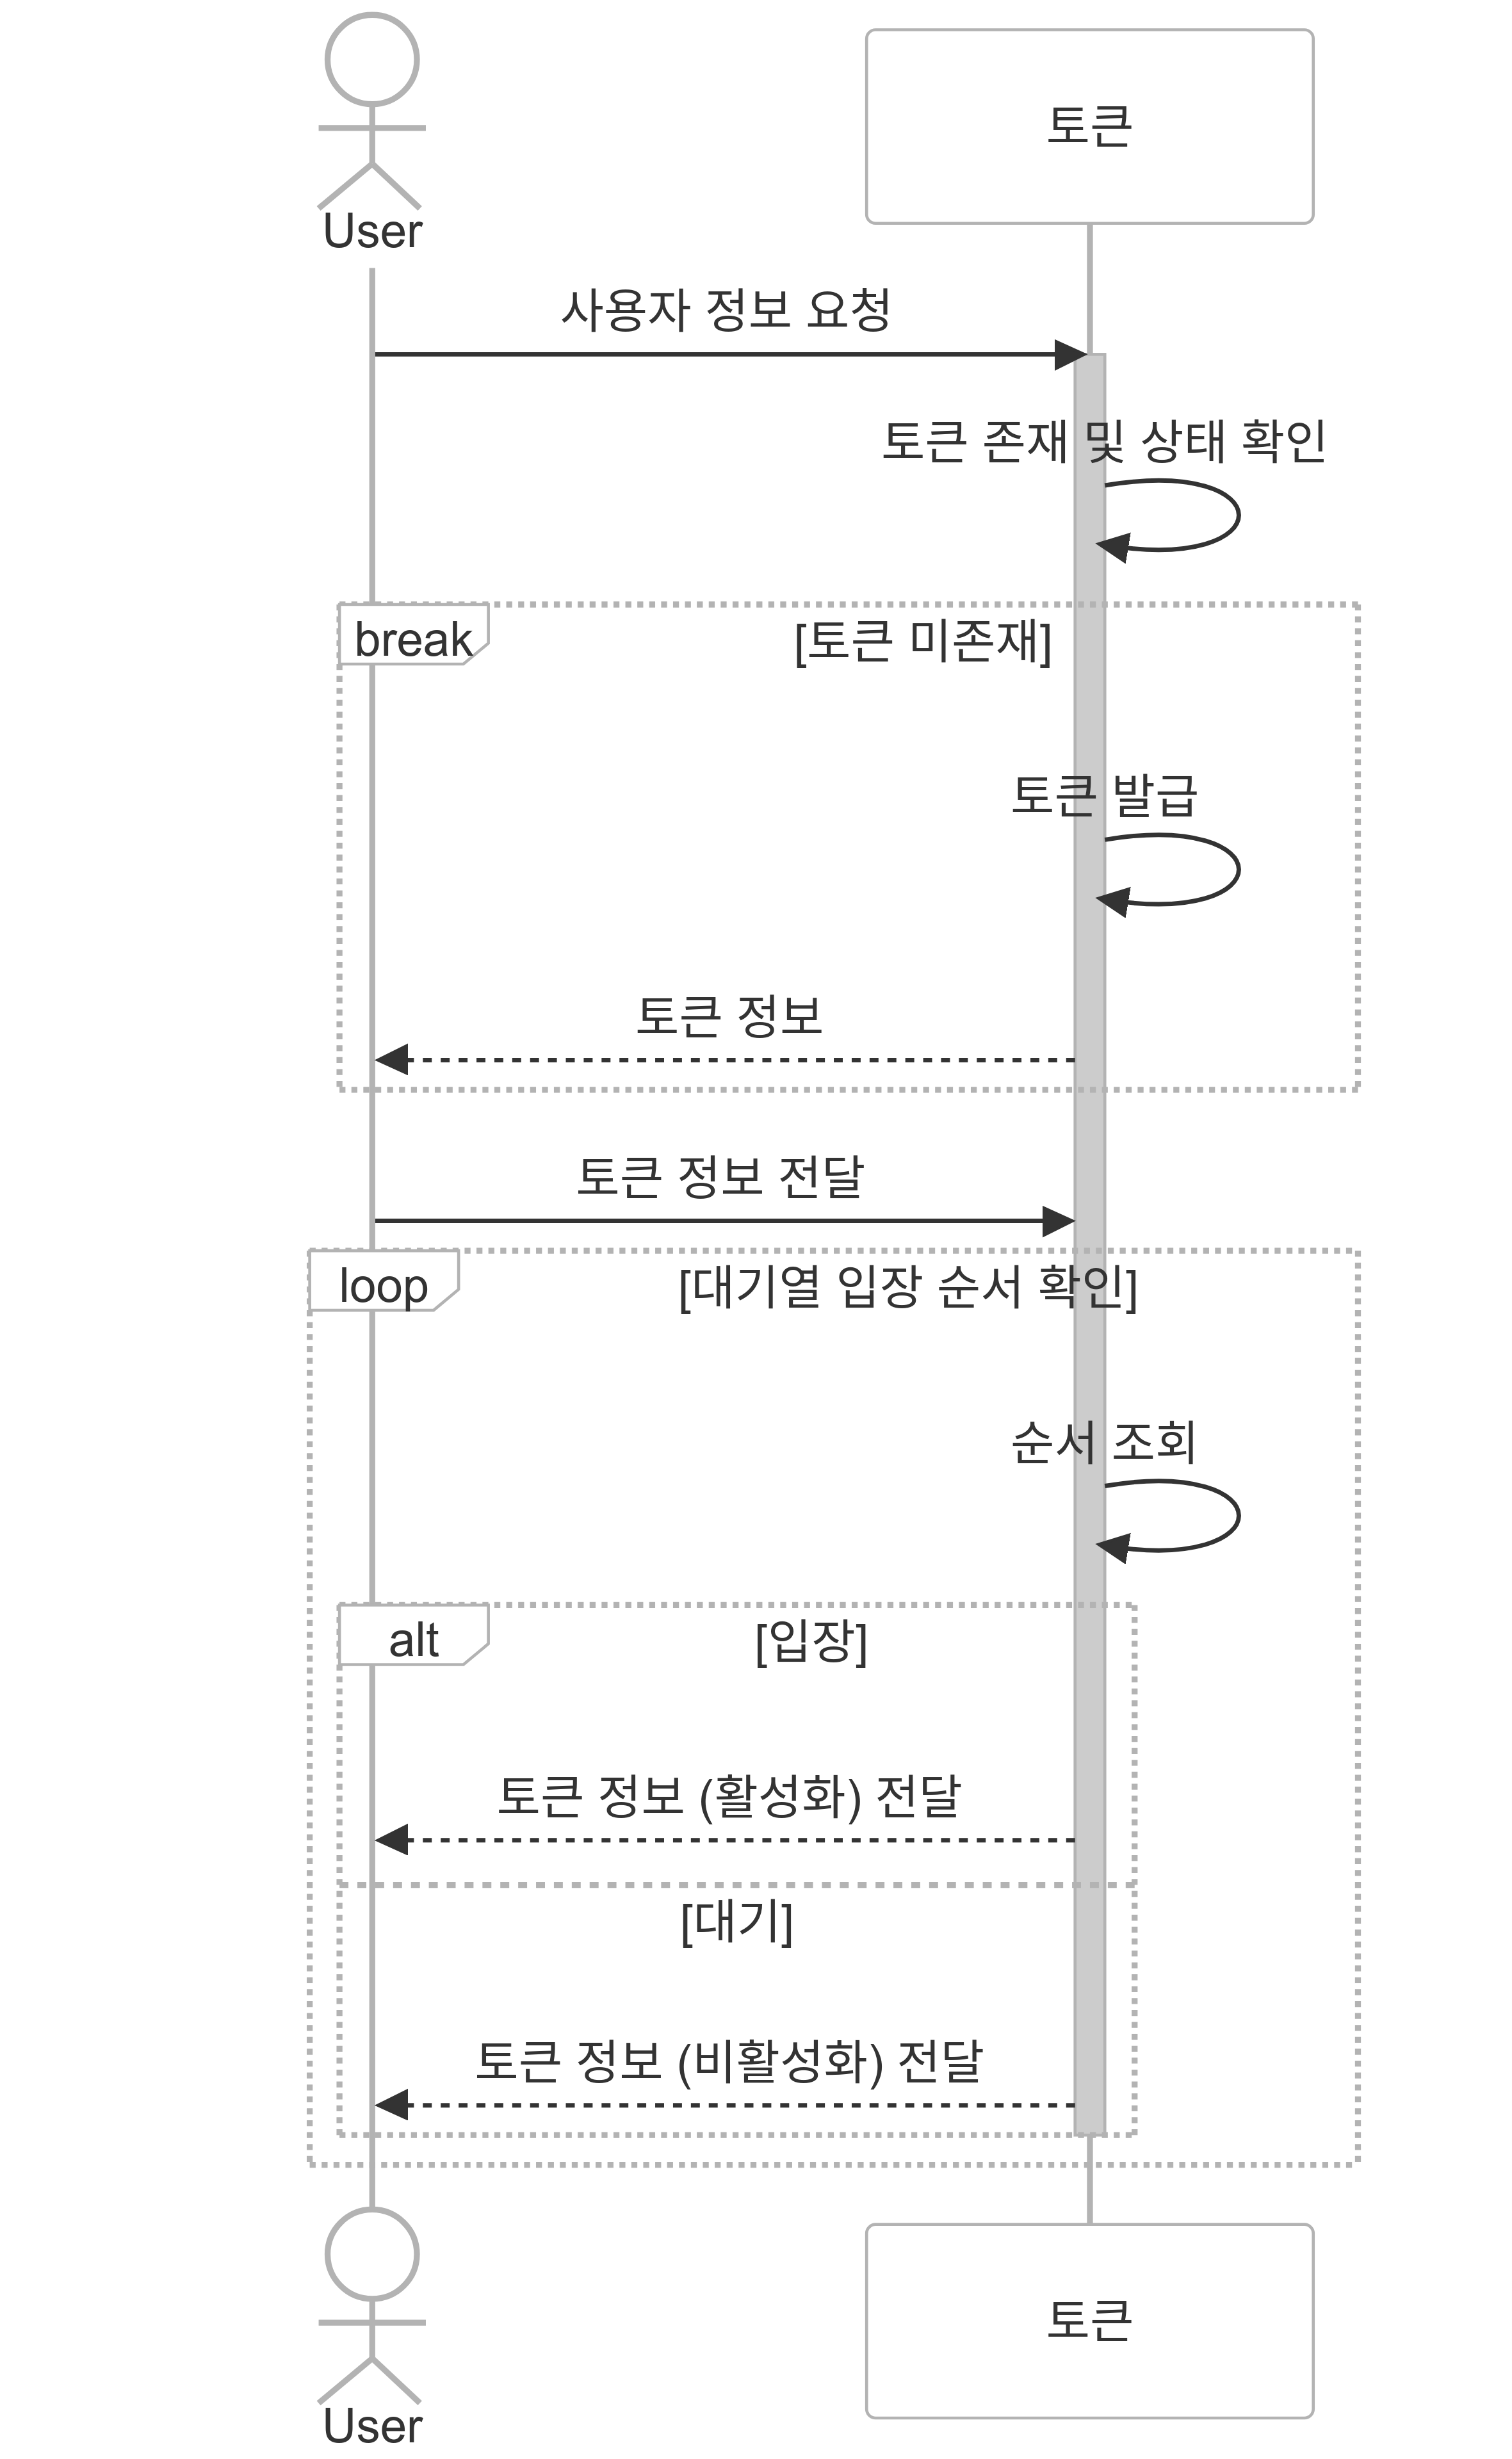 User
토큰
사용자 정보 요청
토큰 존재 및 상태 확인
break
[토큰 미존재]
토큰 발급
토큰 정보
토큰 정보 전달
loop
[대기열 입장 순서 확인]
순서 조회
alt
[입장]
토큰 정보 (활성화) 전달
[대기]
토큰 정보 (비활성화) 전달
User
토큰